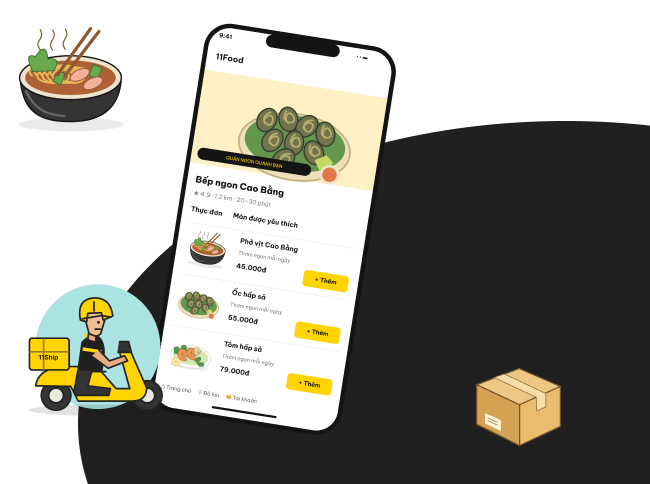 9:41
11Food
QUÁN NGON QUANH BẠN
Bếp ngon Cao Bằng
★ 4,9 · 1,2 km · 20–30 phút
Thực đơn Món được yêu thích
Phở vịt Cao Bằng
Thơm ngon mỗi ngày
45.000đ
+ Thêm
Ốc hấp sả
Thơm ngon mỗi ngày
55.000đ
+ Thêm
Tôm hấp sả
Thơm ngon mỗi ngày
79.000đ
+ Thêm
Trang chủ Đã lưu Tài khoản
11Ship